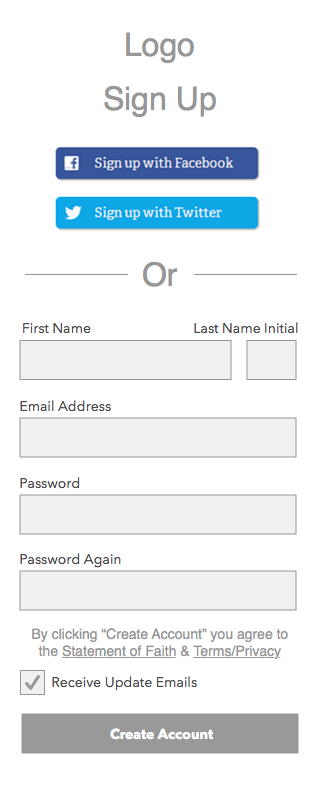 Logo
Sign Up
Sign up with Facebook
Sign up with Twitter
Or
First Name Last Name Initial
Email Address
Password
Password Again
By clicking “Create Account” you agree to
the Statement of Faith & Terms/Privacy
Receive Update Emails
Create Account